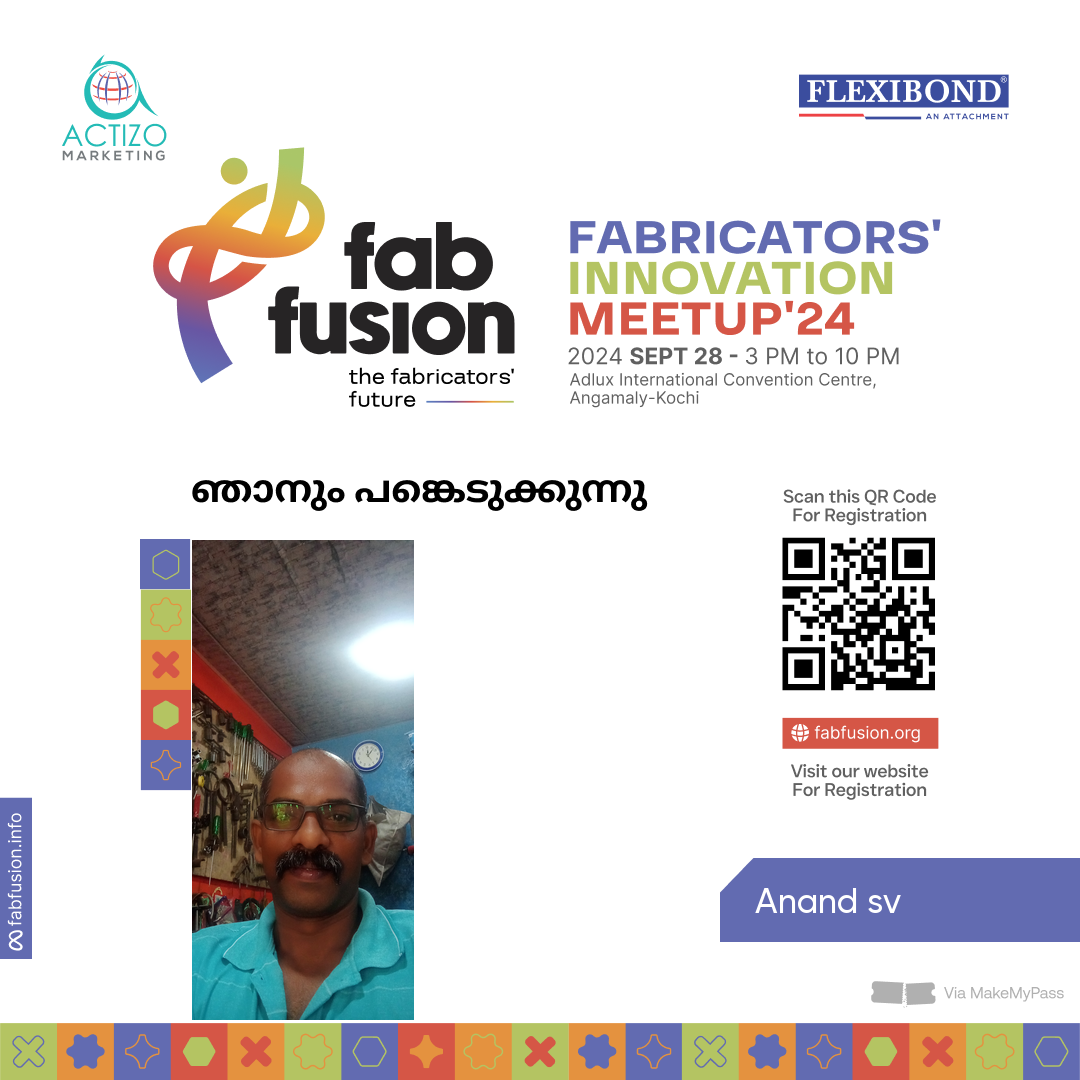 ACTIZO
MARKETING
FLEXIBOND®
AN ATTACHMENT
fab
fusion
the fabricators'
future
FABRICATORS'
INNOVATION
MEETUP'24
2024 SEPT 28 - 3 PM to 10 PM
Adlux International Convention Centre,
Angamaly-Kochi
ഞാനും പങ്കെടുക്കുന്നു
Scan this QR Code
For Registration
fabfusion.org
Visit our website
For Registration
fabfusion.info
Anand sv
Via MakeMyPass